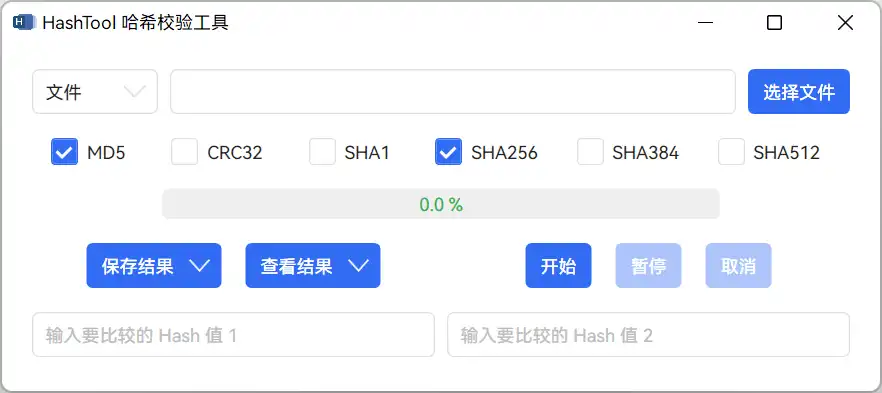 HashTool 哈希校验工具
文件 选择文件
MD5 CRC32 SHA1 SHA256 SHA384 SHA512
0.0 %
保存结果 查看结果 开始 暂停 取消
输入要比较的 Hash 值 1 输入要比较的 Hash 值 2